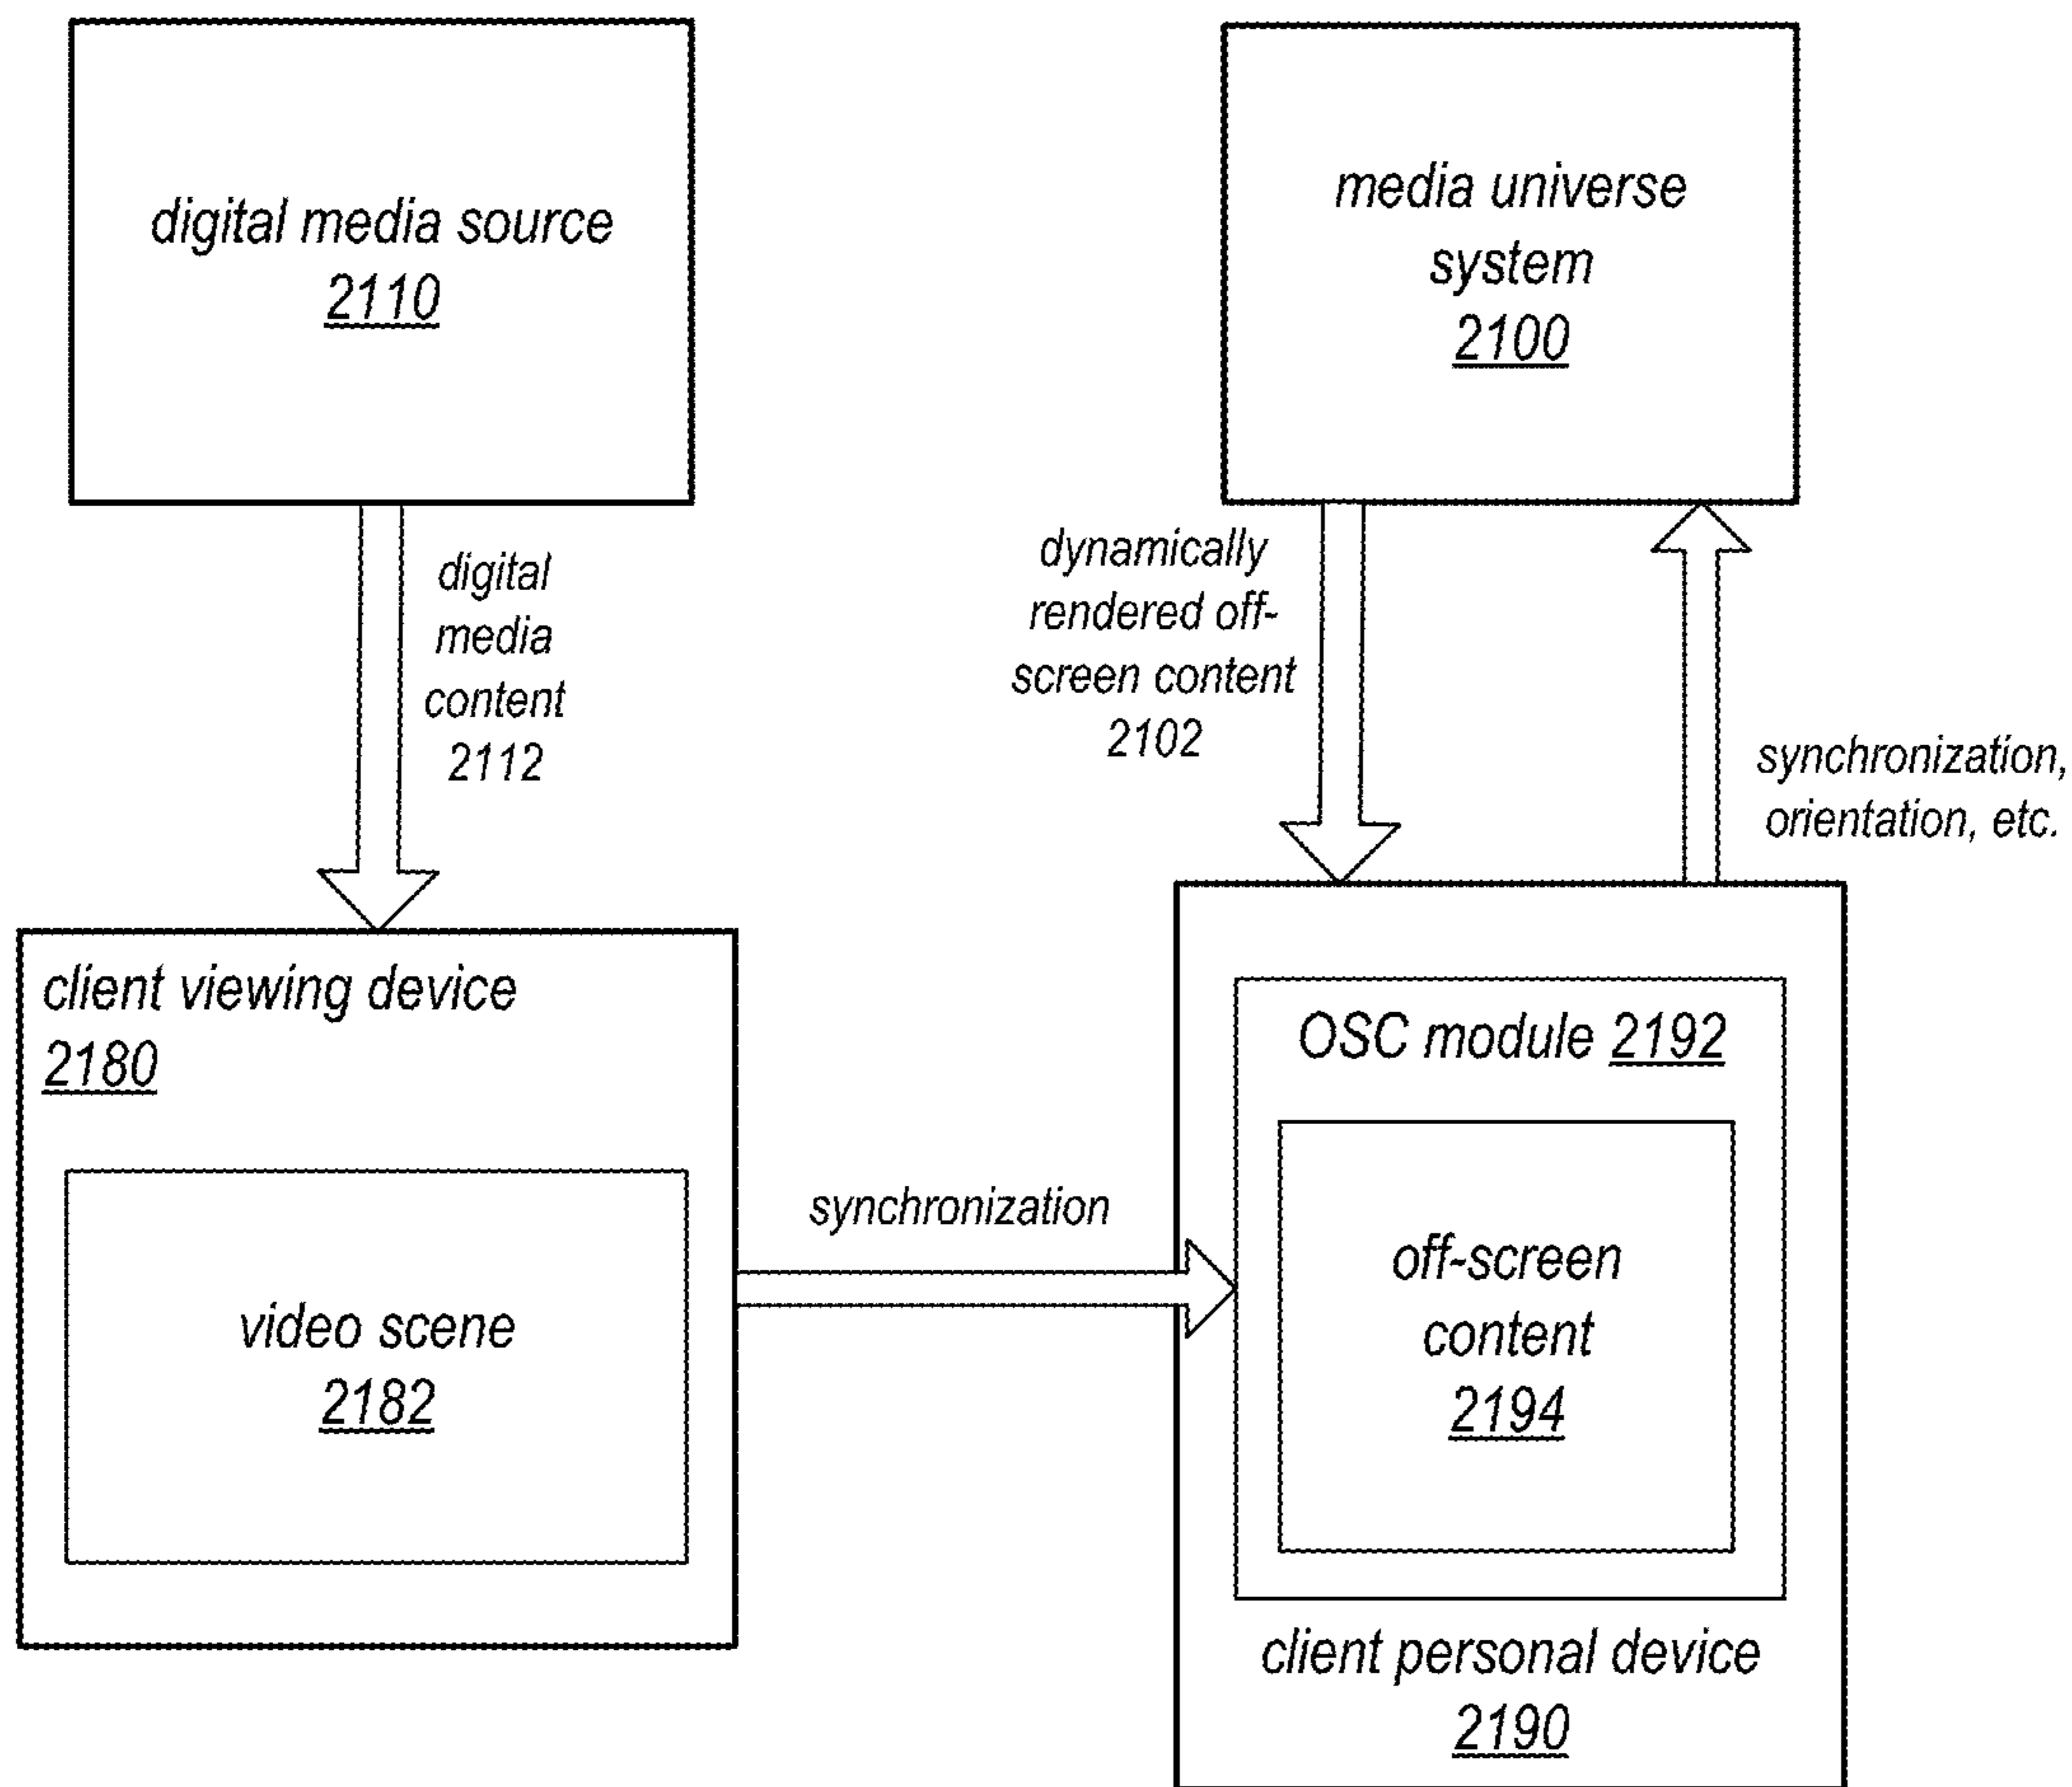 digital media source
2110
media universe
system
2100
digital
media
content
2112
dynamically
rendered off-
screen content
2102
synchronization,
orientation, etc.
client viewing device
2180
video scene
2182
synchronization
OSC module 2192
off-screen
content
2194
client personal device
2190